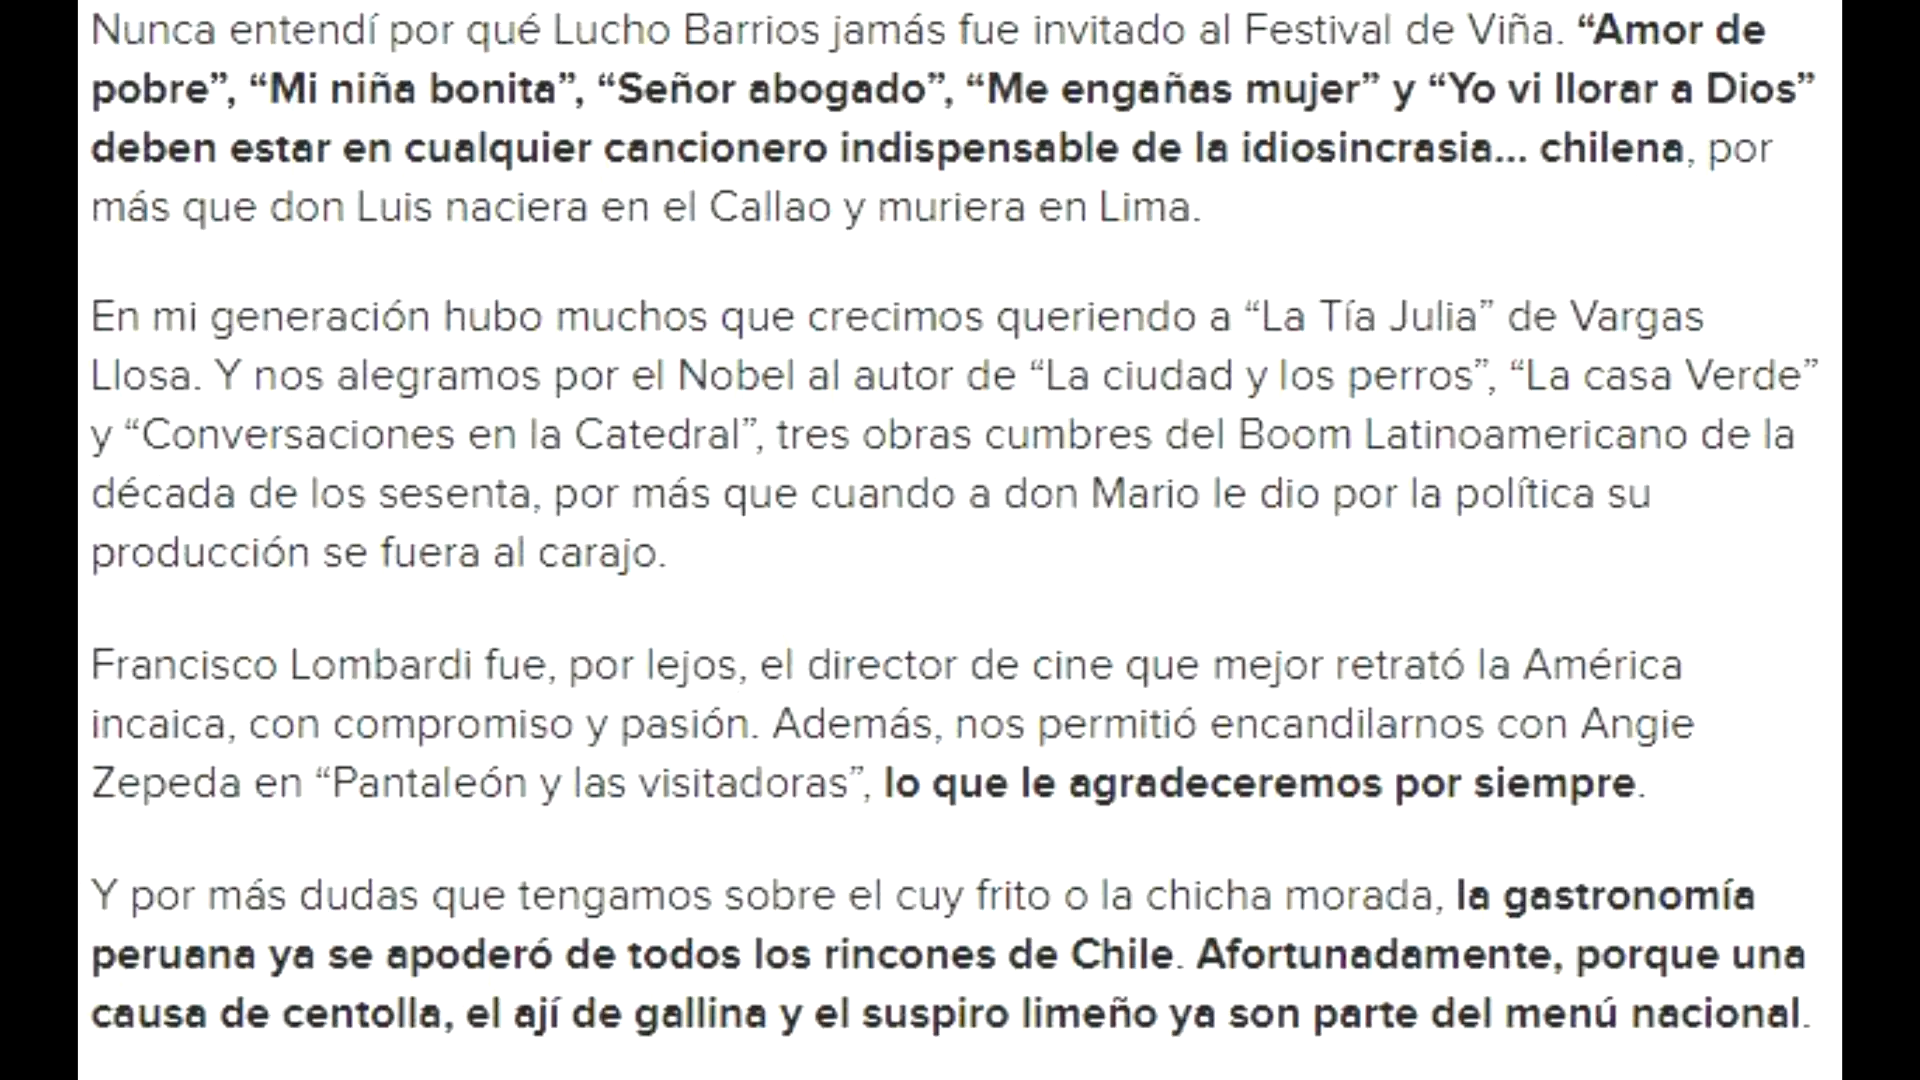 Nunca entendí por qué Lucho Barrios jamás fue invitado al Festival de Viña. “Amor de
pobre”, “Mi niña bonita”, “Señor abogado”, “Me engañas mujer” y “Yo vi llorar a Dios”
deben estar en cualquier cancionero indispensable de la idiosincrasia... chilena, por
más que don Luis naciera en el Callao y muriera en Lima.
En mi generación hubo muchos que crecimos queriendo a “La Tía Julia” de Vargas
Llosa. Y nos alegramos por el Nobel al autor de “La ciudad y los perros”, “La casa Verde”
y “Conversaciones en la Catedral”, tres obras cumbres del Boom Latinoamericano de la
década de los sesenta, por más que cuando a don Mario le dio por la política su
producción se fuera al carajo.
Francisco Lombardi fue, por lejos, el director de cine que mejor retrató la América
incaica, con compromiso y pasión. Además, nos permitió encandilarnos con Angie
Zepeda en “Pantaleón y las visitadoras”, lo que le agradeceremos por siempre.
Y por más dudas que tengamos sobre el cuy frito o la chicha morada, la gastronomía
peruana ya se apoderó de todos los rincones de Chile. Afortunadamente, porque una
causa de centolla, el ají de gallina y el suspiro limeño ya son parte del menú nacional.